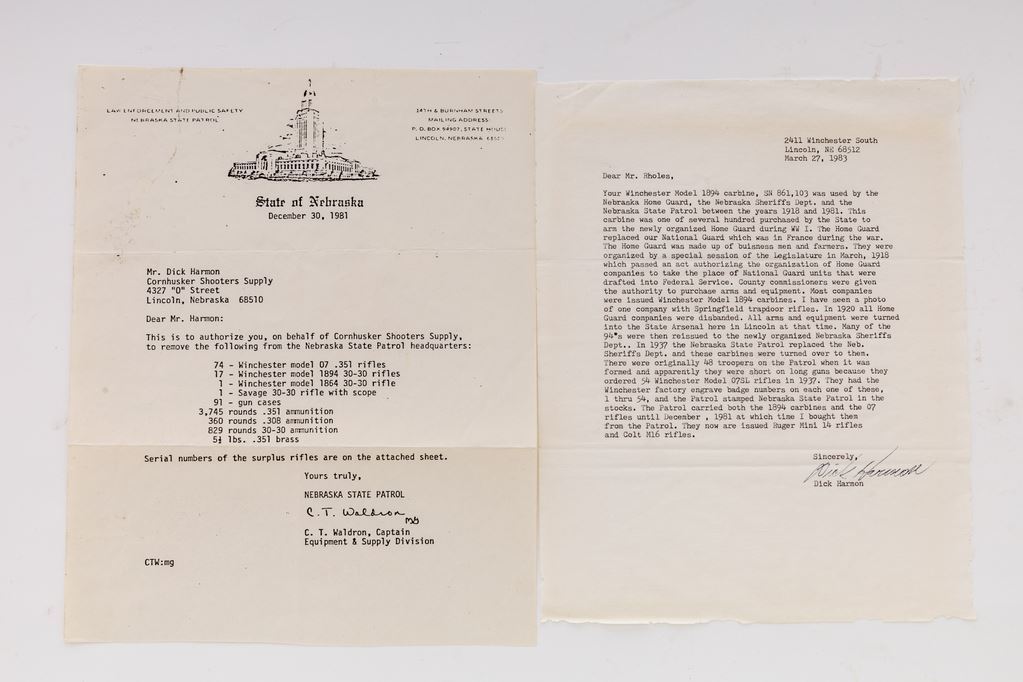 LAW ENFORCEMENT AND PUBLIC SAFETY
NEBRASKA STATE PATROL
14TH & BURNHAM STREETS
MAILING ADDRESS:
P. O. BOX 94907, STATE HOUSE
LINCOLN, NEBRASKA
State of Nebraska
December 30, 1981
Mr. Dick Harmon
Cornhusker Shooters Supply
4327 "O" Street
Lincoln, Nebraska 68510
Dear Mr. Harmon:
This is to authorize you, on behalf of Cornhusker Shooters Supply,
to remove the following from the Nebraska State Patrol headquarters:
74 - Winchester model 07 .351 rifles
17 - Winchester model 1894 30-30 rifles
1 - Winchester model 1864 30-30 rifle
1 - Savage 30-30 rifle with scope
91 - gun cases
3,745 rounds .351 ammunition
360 rounds .308 ammunition
829 rounds 30-30 ammunition
5½ lbs. .351 brass
Serial numbers of the surplus rifles are on the attached sheet.
Yours truly,
NEBRASKA STATE PATROL
C. T. Waldron
C. T. Waldron, Captain
Equipment & Supply Division
CTW:mg
2411 Winchester South
Lincoln, NE 68512
March 27, 1983
Dear Mr. Rholes,
Your Winchester Model 1894 carbine, SN 861,103 was used by the
Nebraska Home Guard, the Nebraska Sheriffs Dept. and the
Nebraska State Patrol between the years 1918 and 1981. This
carbine was one of several hundred purchased by the State to
arm the newly organized Home Guard during WW I. The Home Guard
replaced our National Guard which was in France during the war.
The Home Guard was made up of buisness men and farmers. They were
organized by a special session of the Legislature in March, 1918
which passed an act authorizing the organization of Home Guard
companies to take the place of National Guard units that were
drafted into Federal Service. County commissioners were given
the authority to purchase arms and equipment. Most companies
were issued Winchester Model 1894 carbines. I have seen a photo
of one company with Springfield trapdoor rifles. In 1920 all Home
Guard companies were disbanded. All arms and equipment were turned
into the State Arsenal here in Lincoln at that time. Many of the
94"s were then reissued to the newly organized Nebraska Sheriffs
Dept.. In 1937 the Nebraska State Patrol replaced the Neb.
Sheriffs Dept. and these carbines were turned over to them.
There were originally 48 troopers on the Patrol when it was
formed and apparently they were short on long guns because they
ordered 54 Winchester Model 07SL rifles in 1937. They had the
Winchester factory engrave badge numbers on each one of these,
1 thru 54, and the Patrol stamped Nebraska State Patrol in the
stocks. The Patrol carried both the 1894 carbines and the 07
rifles until December , 1981 at which time I bought them
from the Patrol. They now are issued Ruger Mini 14 rifles
and Colt M16 rifles.
Sincerely,
Dick Harmon
Dick Harmon